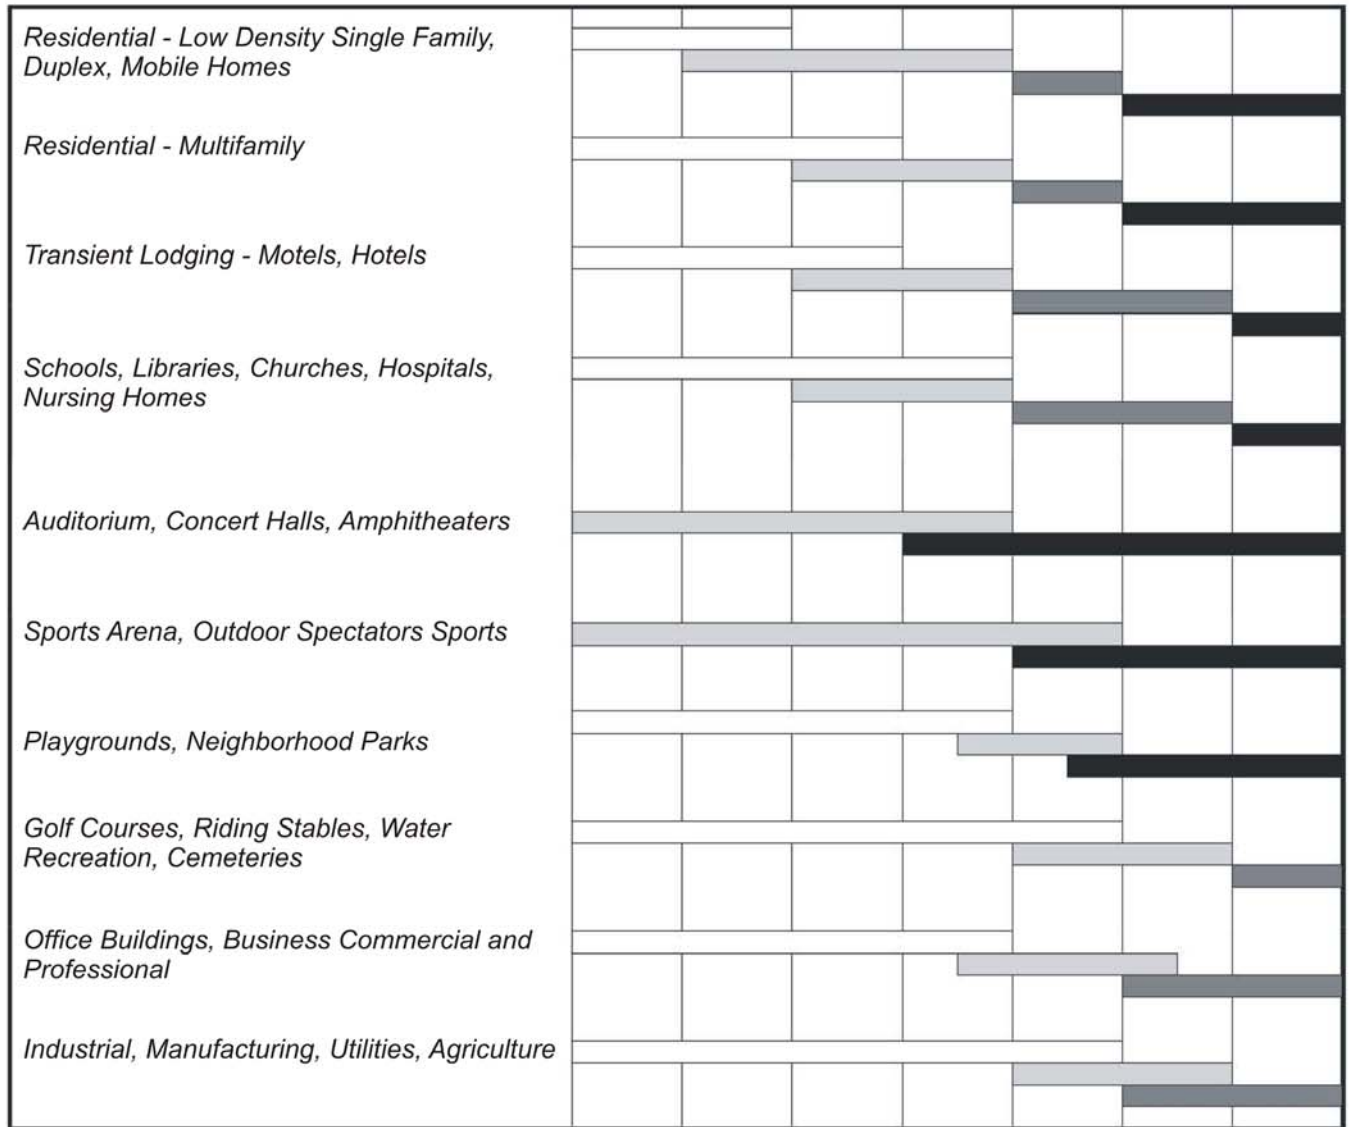 Residential - Low Density Single Family,
Duplex, Mobile Homes
Residential - Multifamily
Transient Lodging - Motels, Hotels
Schools, Libraries, Churches, Hospitals,
Nursing Homes
Auditorium, Concert Halls, Amphitheaters
Sports Arena, Outdoor Spectators Sports
Playgrounds, Neighborhood Parks
Golf Courses, Riding Stables, Water
Recreation, Cemeteries
Office Buildings, Business Commercial and
Professional
Industrial, Manufacturing, Utilities, Agriculture